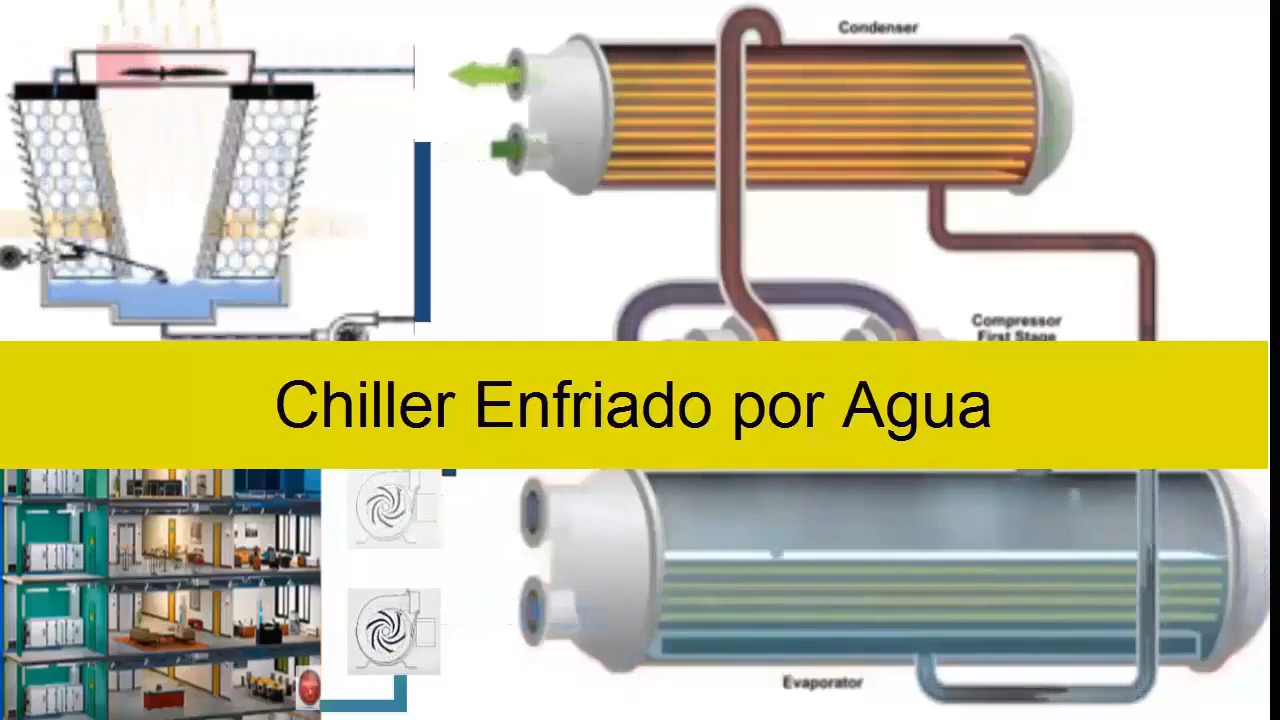 Condenser
Compressor
First Stage
Chiller Enfriado por Agua
Evaporator